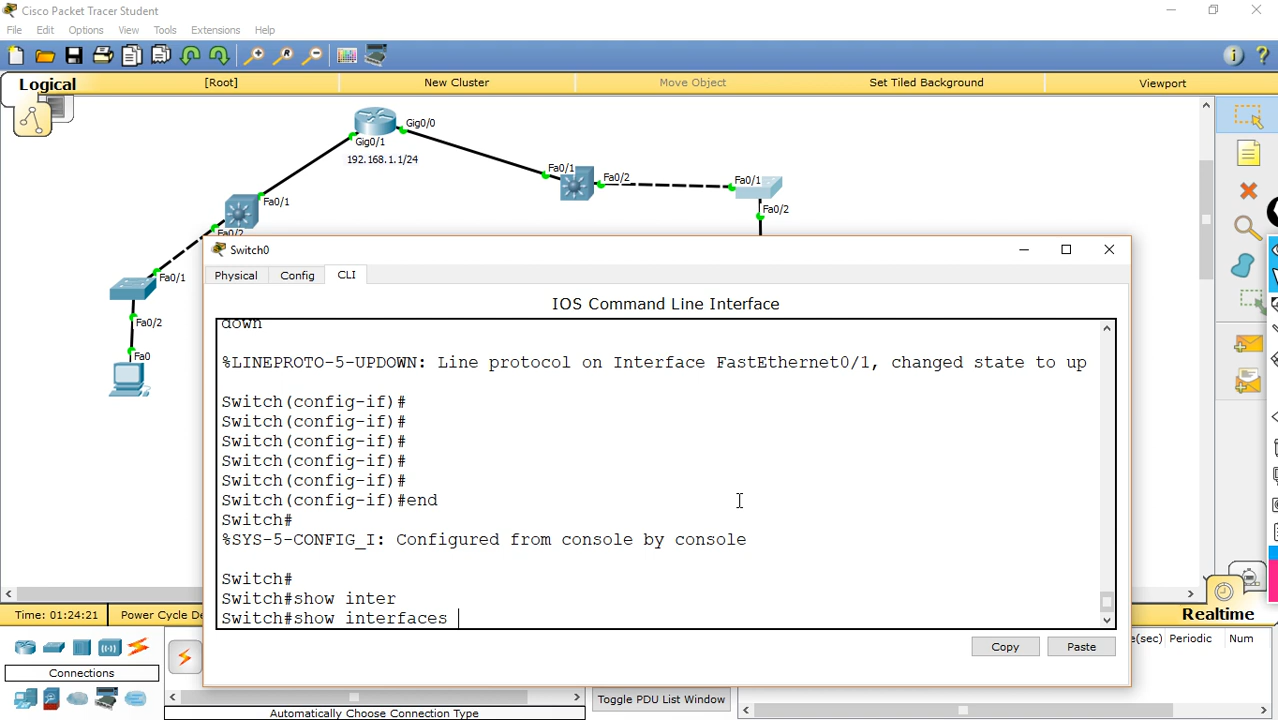 Cisco Packet Tracer Student
File Edit Options View Tools Extensions Help
Logical [Root] New Cluster Move Object Set Tiled Background Viewport
Gig0/0
Gig0/1
192.168.1.1/24
Fa0/1 Fa0/2 Fa0/1
Fa0/1 Fa0/2
Fa0/2
Fa0/1
Fa0/2
Fa0
Switch0
Physical Config CLI
IOS Command Line Interface
down
%LINEPROTO-5-UPDOWN: Line protocol on Interface FastEthernet0/1, changed state to up
Switch(config-if)#
Switch(config-if)#
Switch(config-if)#
Switch(config-if)#
Switch(config-if)#
Switch(config-if)#end
Switch#
%SYS-5-CONFIG_I: Configured from console by console
Switch#
Switch#show inter
Switch#show interfaces
Copy Paste
Time: 01:24:21 Power Cycle De Realtime
(sec) Periodic Num
Connections
Toggle PDU List Window
Automatically Choose Connection Type